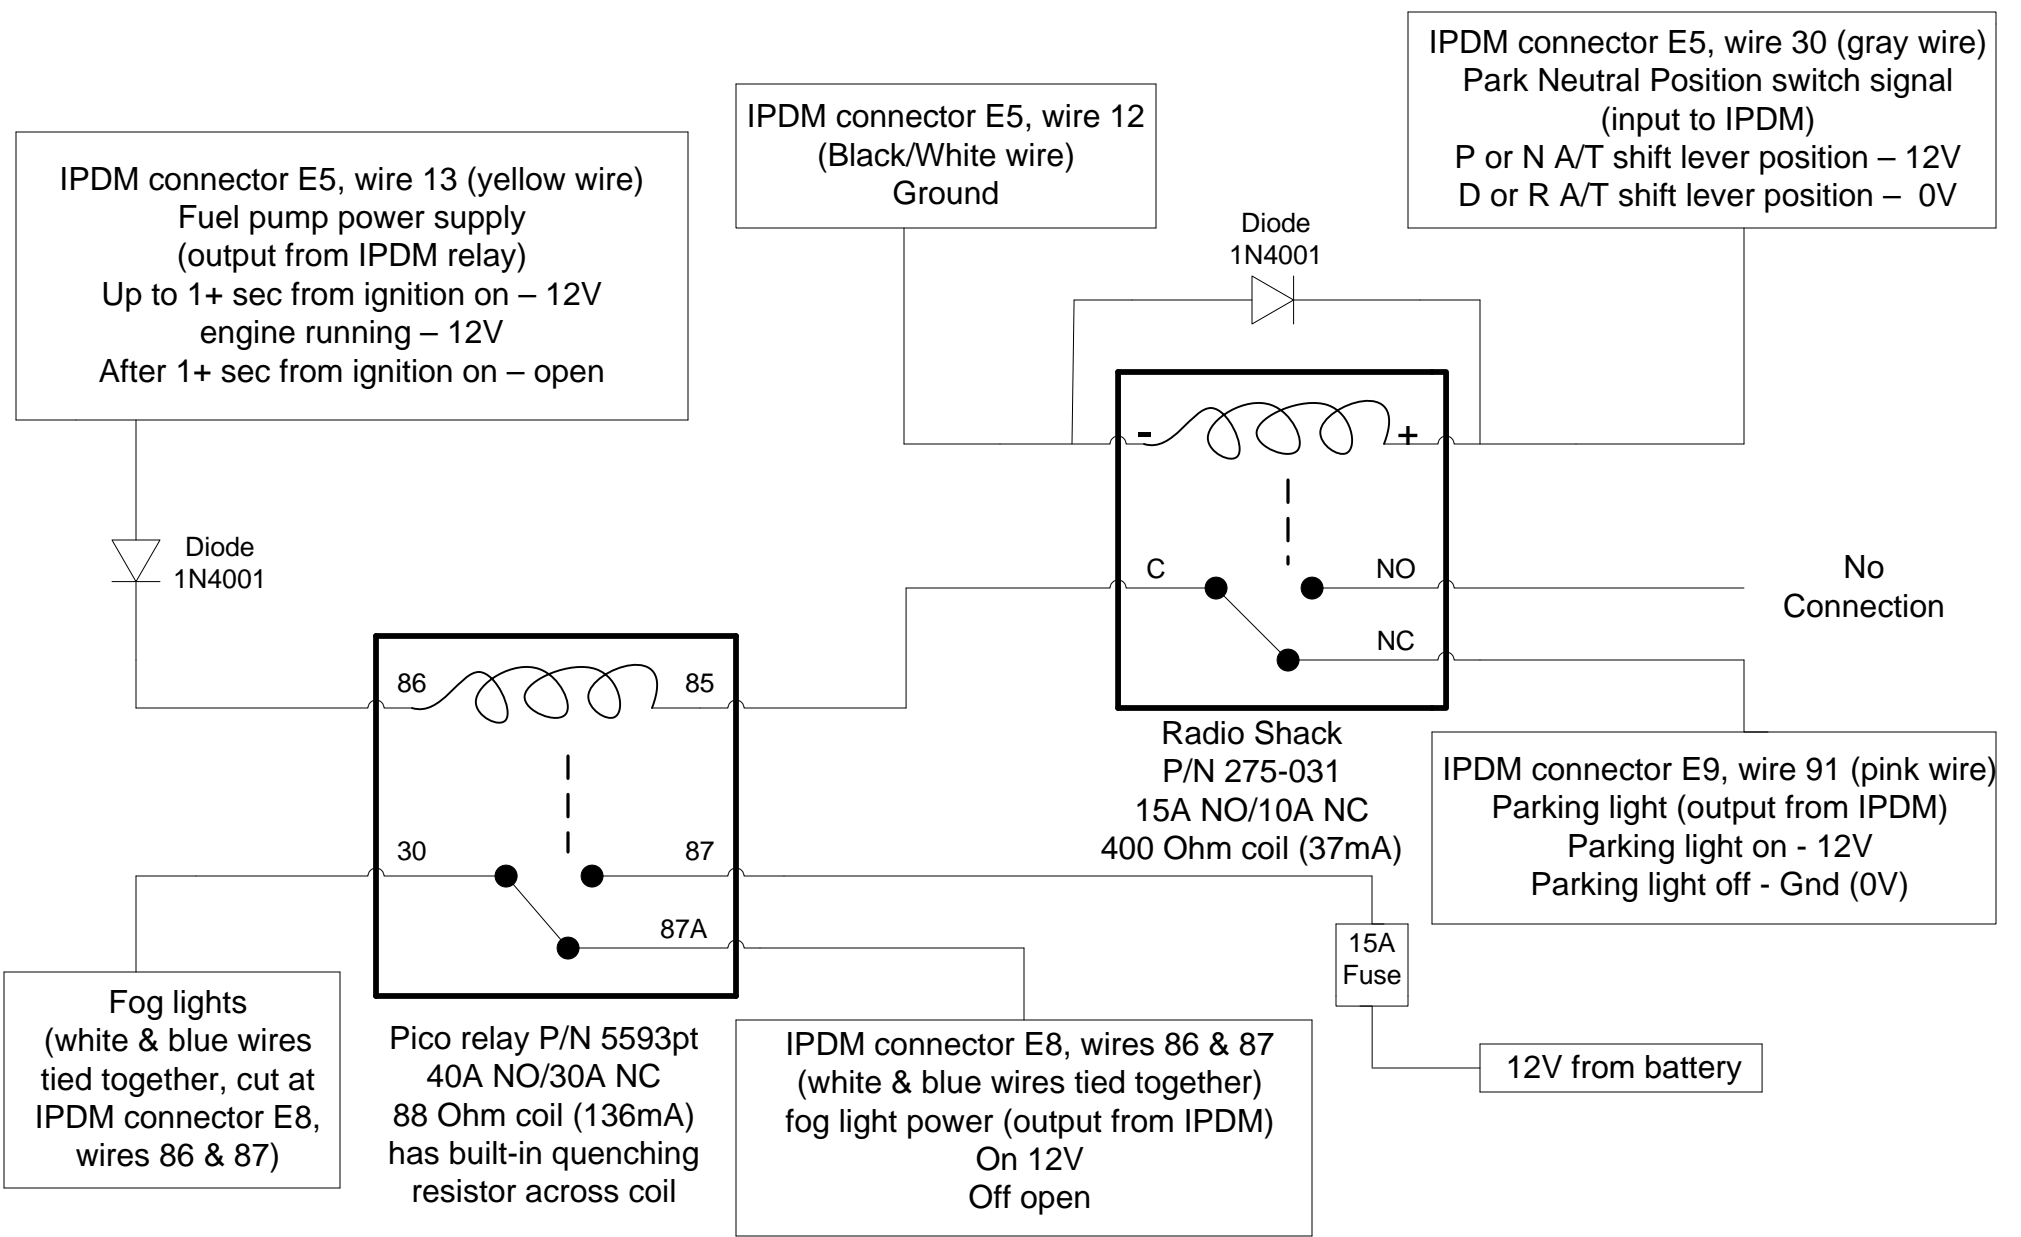 IPDM connector E5, wire 13 (yellow wire)
Fuel pump power supply
(output from IPDM relay)
Up to 1+ sec from ignition on – 12V
engine running – 12V
After 1+ sec from ignition on – open
IPDM connector E5, wire 12
(Black/White wire)
Ground
IPDM connector E5, wire 30 (gray wire)
Park Neutral Position switch signal
(input to IPDM)
P or N A/T shift lever position – 12V
D or R A/T shift lever position –  0V
Diode
1N4001
- +
C
NO
NC
No
Connection
Radio Shack
P/N 275-031
15A NO/10A NC
400 Ohm coil (37mA)
Diode
1N4001
86
85
30
87
87A
IPDM connector E9, wire 91 (pink wire)
Parking light (output from IPDM)
Parking light on - 12V
Parking light off - Gnd (0V)
15A
Fuse
12V from battery
Fog lights
(white & blue wires
tied together, cut at
IPDM connector E8,
wires 86 & 87)
Pico relay P/N 5593pt
40A NO/30A NC
88 Ohm coil (136mA)
has built-in quenching
resistor across coil
IPDM connector E8, wires 86 & 87
(white & blue wires tied together)
fog light power (output from IPDM)
On 12V
Off open